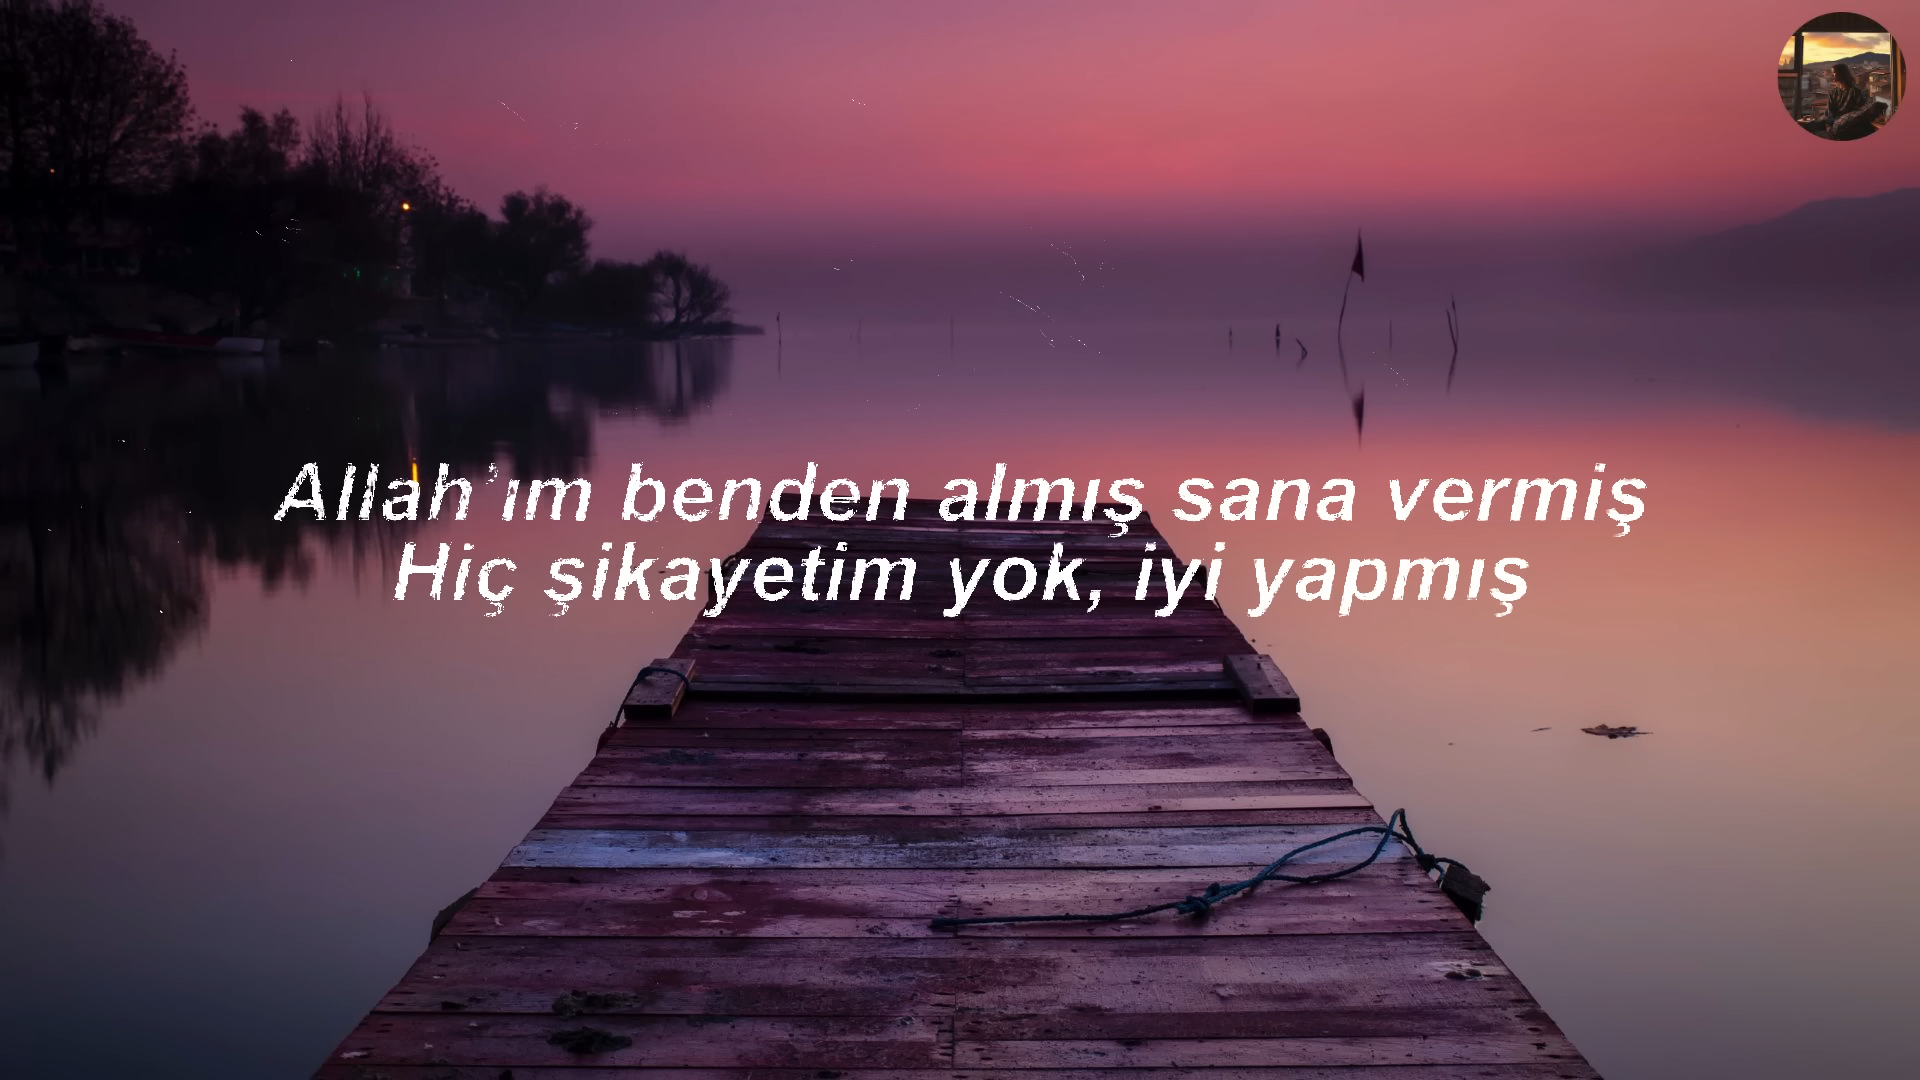 Allah'ım benden almış sana vermiş
Hiç şikayetim yok, iyi yapmış